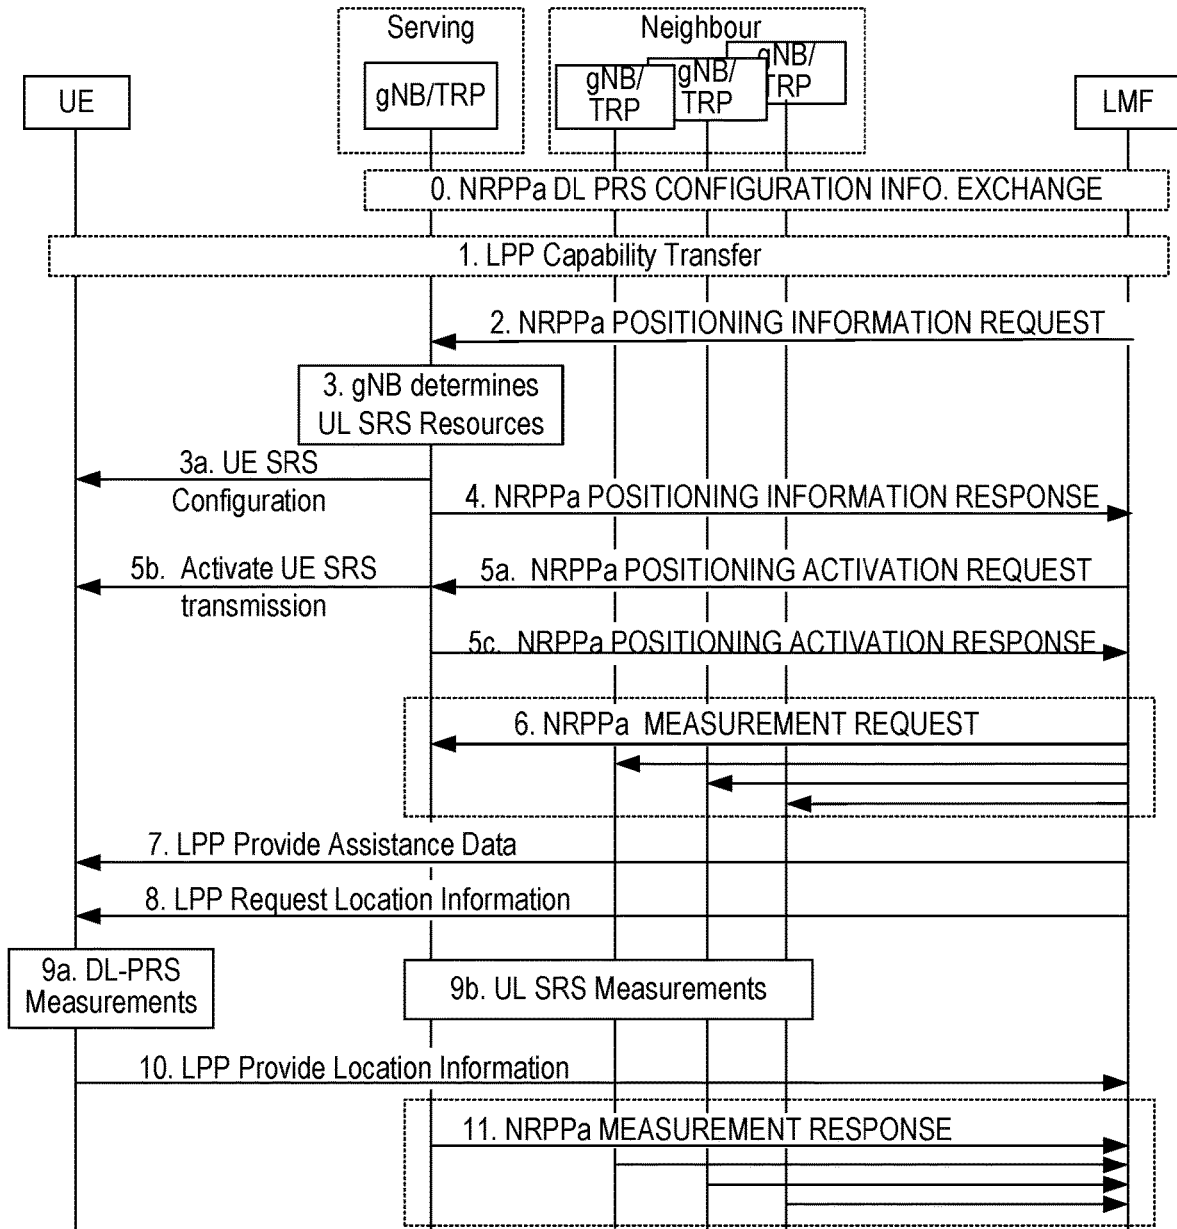 Serving
Neighbour
UE
gNB/TRP
gNB/
TRP
gNB/
TRP
gNB/
TRP
LMF
0. NRPPa DL PRS CONFIGURATION INFO. EXCHANGE
1. LPP Capability Transfer
2. NRPPa POSITIONING INFORMATION REQUEST
3. gNB determines
UL SRS Resources
3a. UE SRS
Configuration
4. NRPPa POSITIONING INFORMATION RESPONSE
5b. Activate UE SRS
transmission
5a. NRPPa POSITIONING ACTIVATION REQUEST
5c. NRPPa POSITIONING ACTIVATION RESPONSE
6. NRPPa MEASUREMENT REQUEST
7. LPP Provide Assistance Data
8. LPP Request Location Information
9a. DL-PRS
Measurements
9b. UL SRS Measurements
10. LPP Provide Location Information
11. NRPPa MEASUREMENT RESPONSE